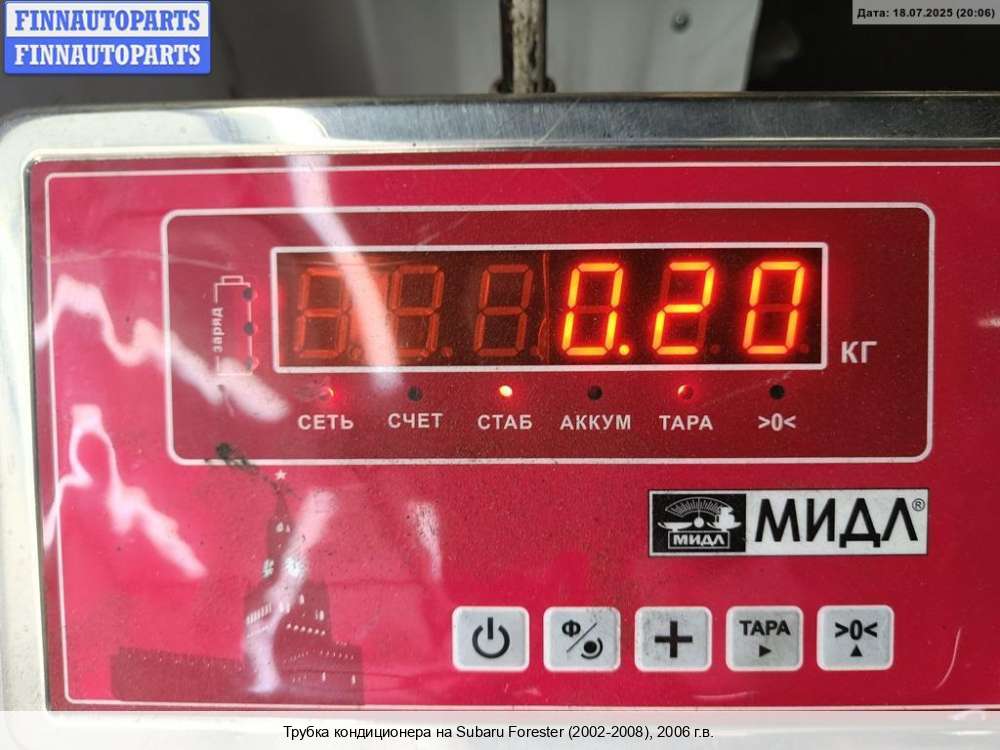 FINNAUTOPARTS
FINNAUTOPARTS
Дата: 18.07.2025 (20:06)
заряд
0.20
КГ
СЕТЬ СЧЕТ СТАБ АККУМ ТАРА >0<
МИДЛ МИДЛ®
Ф ТАРА >0<
Трубка кондиционера на Subaru Forester (2002-2008), 2006 г.в.